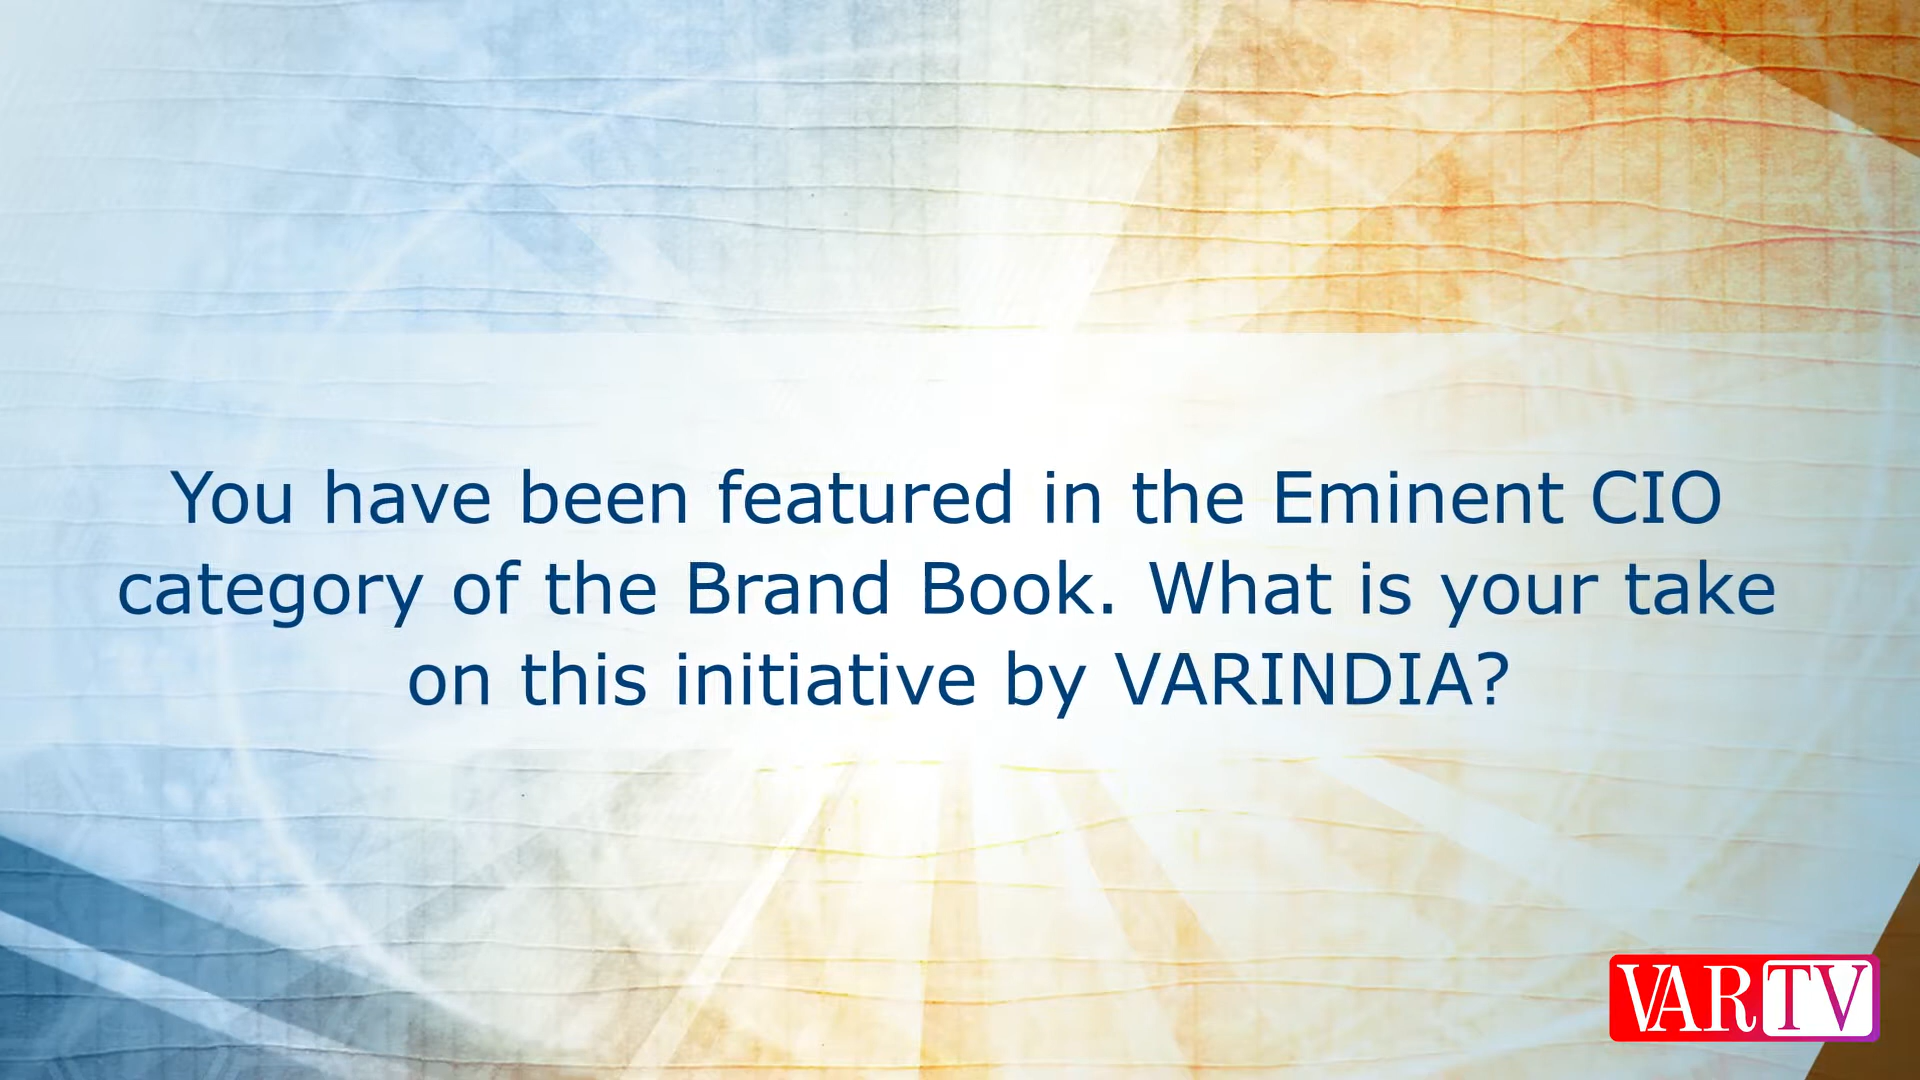 You have been featured in the Eminent CIO
category of the Brand Book. What is your take
on this initiative by VARINDIA?
VARTV